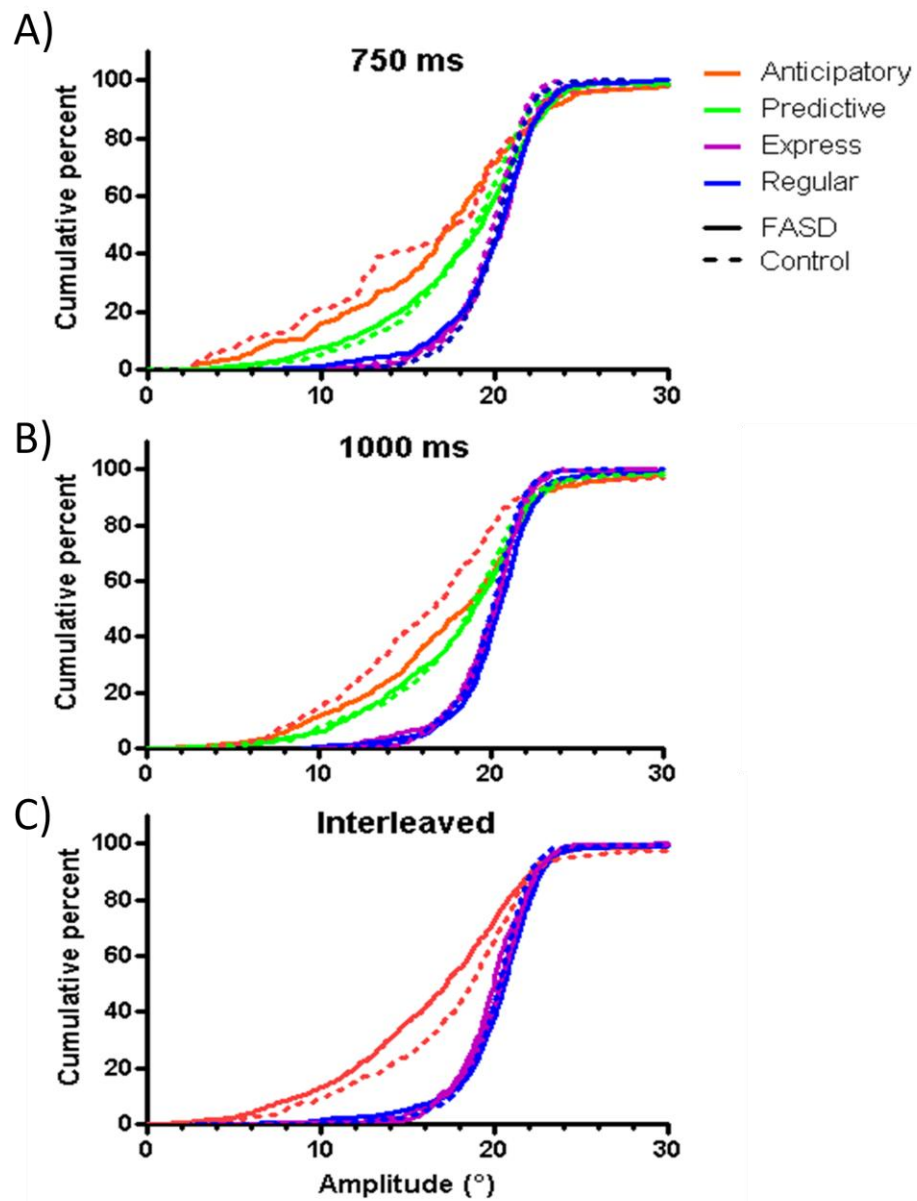 A)
750 ms
Cumulative percent
100
80
60
40
20
0
0 10 20 30
Anticipatory
Predictive
Express
Regular
FASD
Control
B)
1000 ms
Cumulative percent
100
80
60
40
20
0
0 10 20 30
C)
Interleaved
Cumulative percent
100
80
60
40
20
0
0 10 20 30
Amplitude (°)